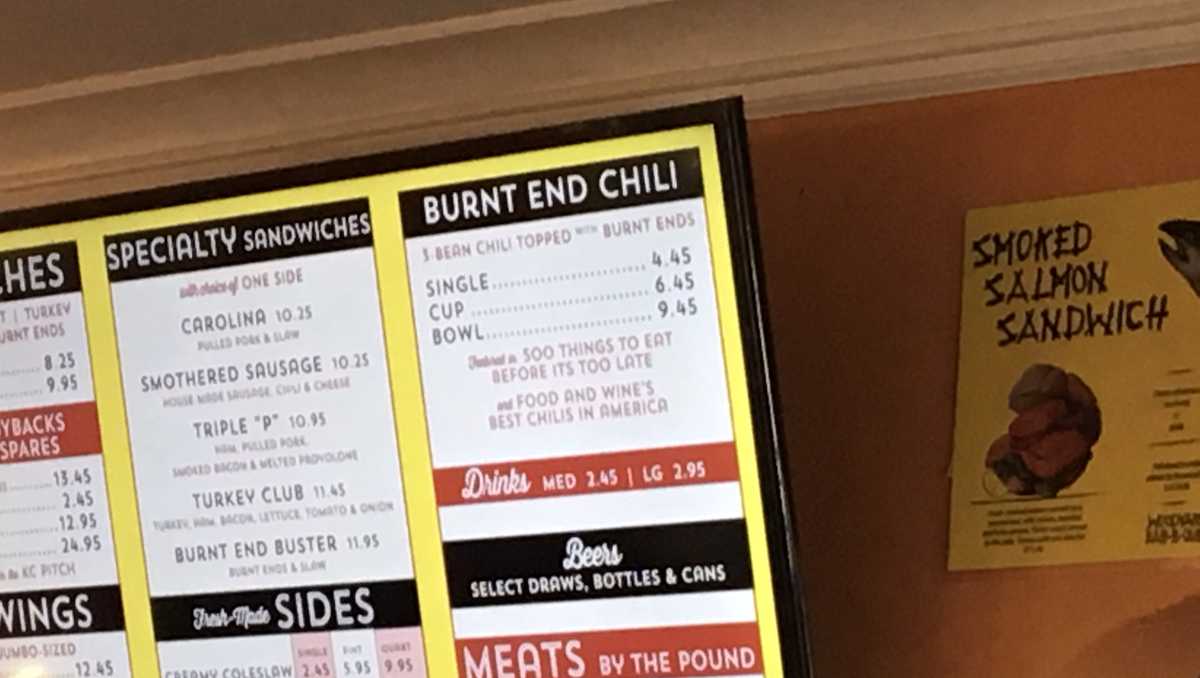 CHES
T | TURKEY
URNT ENDS
8.25
9.95
YBACKS
SPARES
13.45
2.45
12.95
24.95
KC PITCH
WINGS
JUMBO-SIZED
12.45
SPECIALTY SANDWICHES
with choice of ONE SIDE
CAROLINA 10.25
PULLED PORK & SLAW
SMOTHERED SAUSAGE 10.25
HOUSE MADE SAUSAGE, CHILI & CHEESE
TRIPLE "P" 10.95
HAM, PULLED PORK,
SMOKED BACON & MELTED PROVOLONE
TURKEY CLUB 11.45
TURKEY, HAM, BACON, LETTUCE, TOMATO & ONION
BURNT END BUSTER 11.95
BURNT ENDS & SLAW
Fresh-Made SIDES
SINGLE PINT QUART
CREAMY COLESLAW 2.45 5.95 9.95
BURNT END CHILI
3-BEAN CHILI TOPPED WITH BURNT ENDS
SINGLE 4.45
CUP 6.45
BOWL 9.45
Featured in 500 THINGS TO EAT
BEFORE ITS TOO LATE
and FOOD AND WINE'S
BEST CHILIS IN AMERICA
Drinks MED 2.45 | LG 2.95
Beers
SELECT DRAWS, BOTTLES & CANS
MEATS BY THE POUND
SMOKED
SALMON
SANDWICH